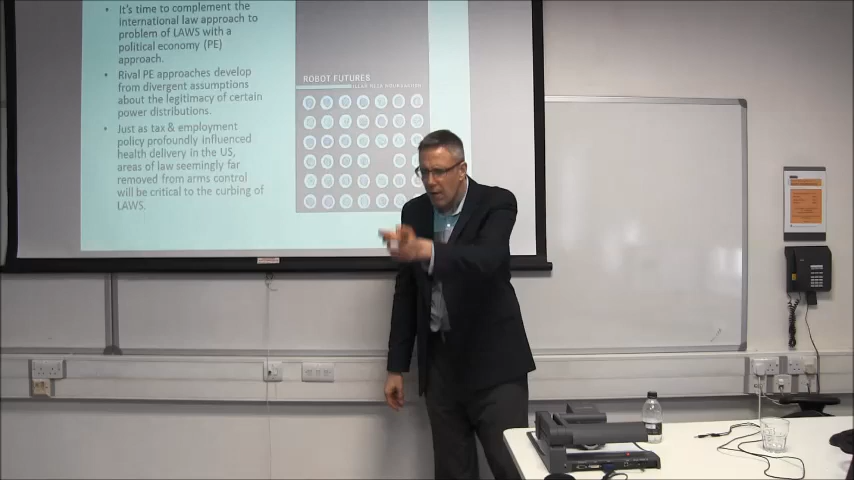 • It's time to complement the
international law approach to
problem of LAWS with a
political economy (PE)
approach.
• Rival PE approaches develop
from divergent assumptions
about the legitimacy of certain
power distributions.
• Just as tax & employment
policy profoundly influenced
health delivery in the US,
areas of law seemingly far
removed from arms control
will be critical to the curbing of
LAWS.
ROBOT FUTURES
ILLAH REZA NOURBAKHSH